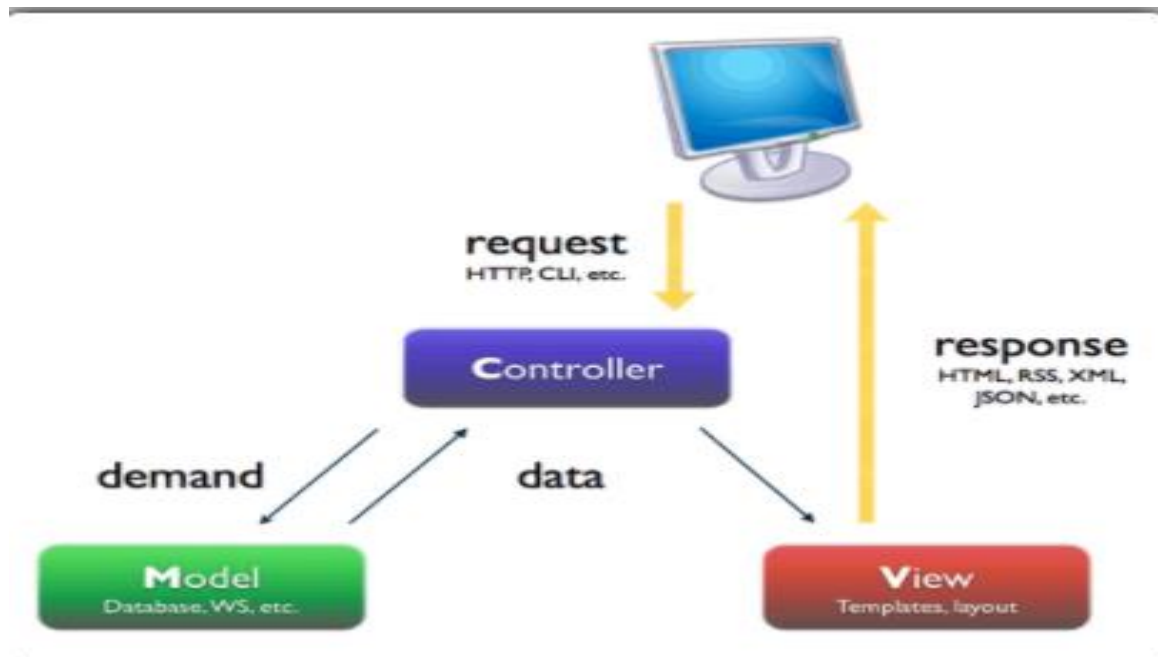 request
HTTP, CLI, etc.
Controller
response
HTML, RSS, XML,
JSON, etc.
demand
data
Model
Database, WS, etc.
View
Templates, layout